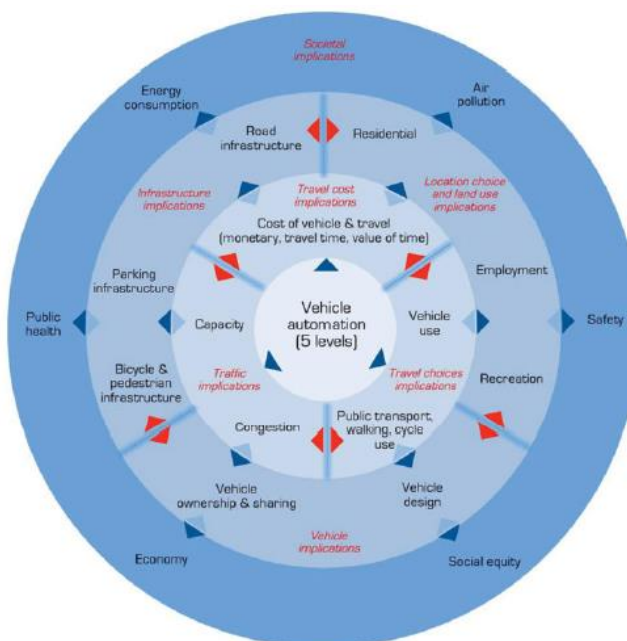 Societal
implications
Energy
consumption
Air
pollution
Road
infrastructure
Residential
Infrastructure
implications
Travel cost
implications
Location choice
and land use
implications
Cost of vehicle & travel
(monetary, travel time, value of time)
Parking
infrastructure
Employment
Vehicle
automation
(5 levels)
Public
health
Capacity
Vehicle
use
Safety
Bicycle &
pedestrian
infrastructure
Traffic
implications
Travel choices
implications
Recreation
Congestion
Public transport,
walking, cycle
use
Vehicle
ownership & sharing
Vehicle
design
Vehicle
implications
Economy
Social equity